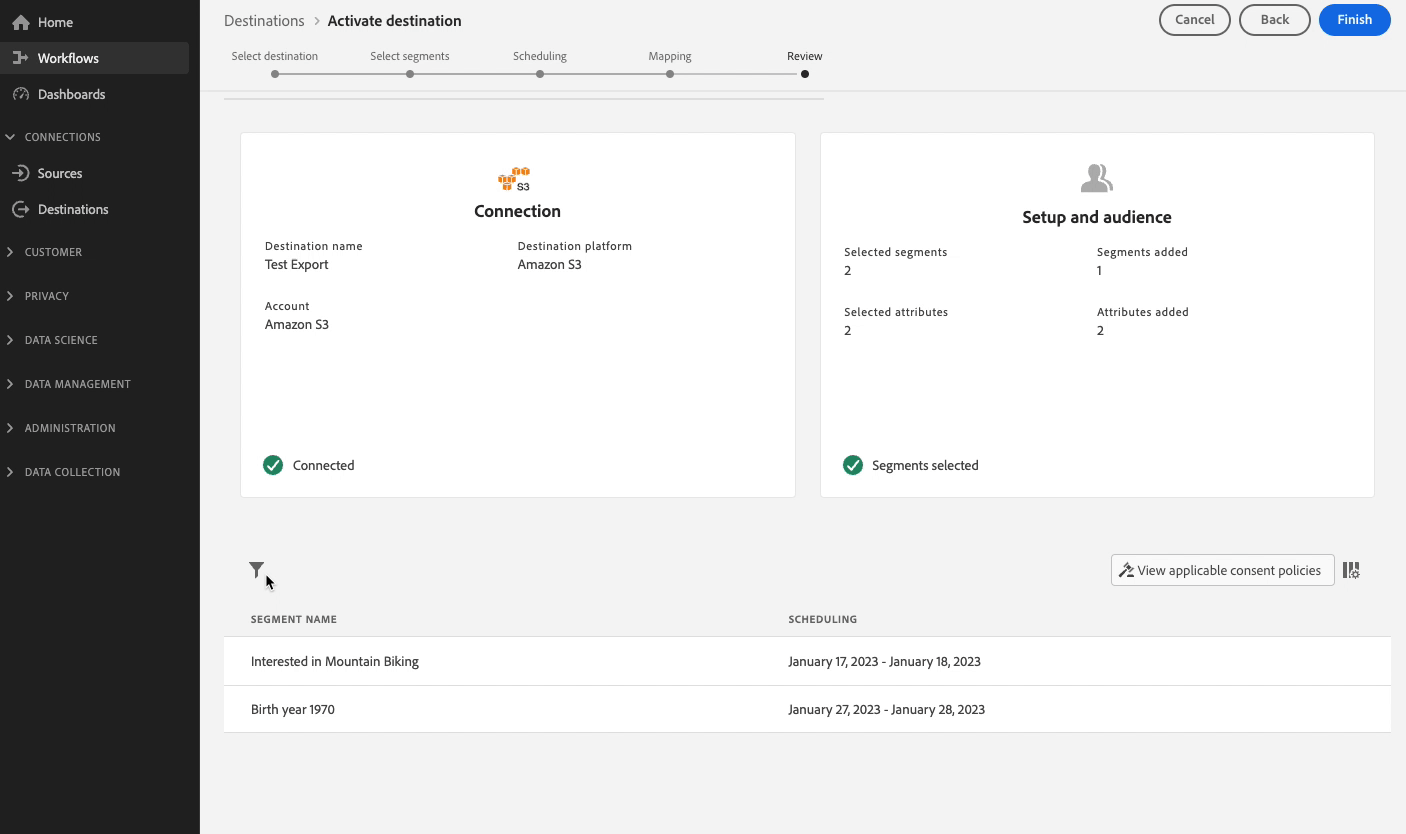 Home
Workflows
Dashboards
CONNECTIONS
Sources
Destinations
CUSTOMER
PRIVACY
DATA SCIENCE
DATA MANAGEMENT
ADMINISTRATION
DATA COLLECTION
Destinations > Activate destination
Cancel
Back
Finish
Select destination
Select segments
Scheduling
Mapping
Review
S3
Connection
Destination name
Test Export
Destination platform
Amazon S3
Account
Amazon S3
Connected
Setup and audience
Selected segments
2
Segments added
1
Selected attributes
2
Attributes added
2
Segments selected
View applicable consent policies
SEGMENT NAME
SCHEDULING
Interested in Mountain Biking
January 17, 2023 - January 18, 2023
Birth year 1970
January 27, 2023 - January 28, 2023